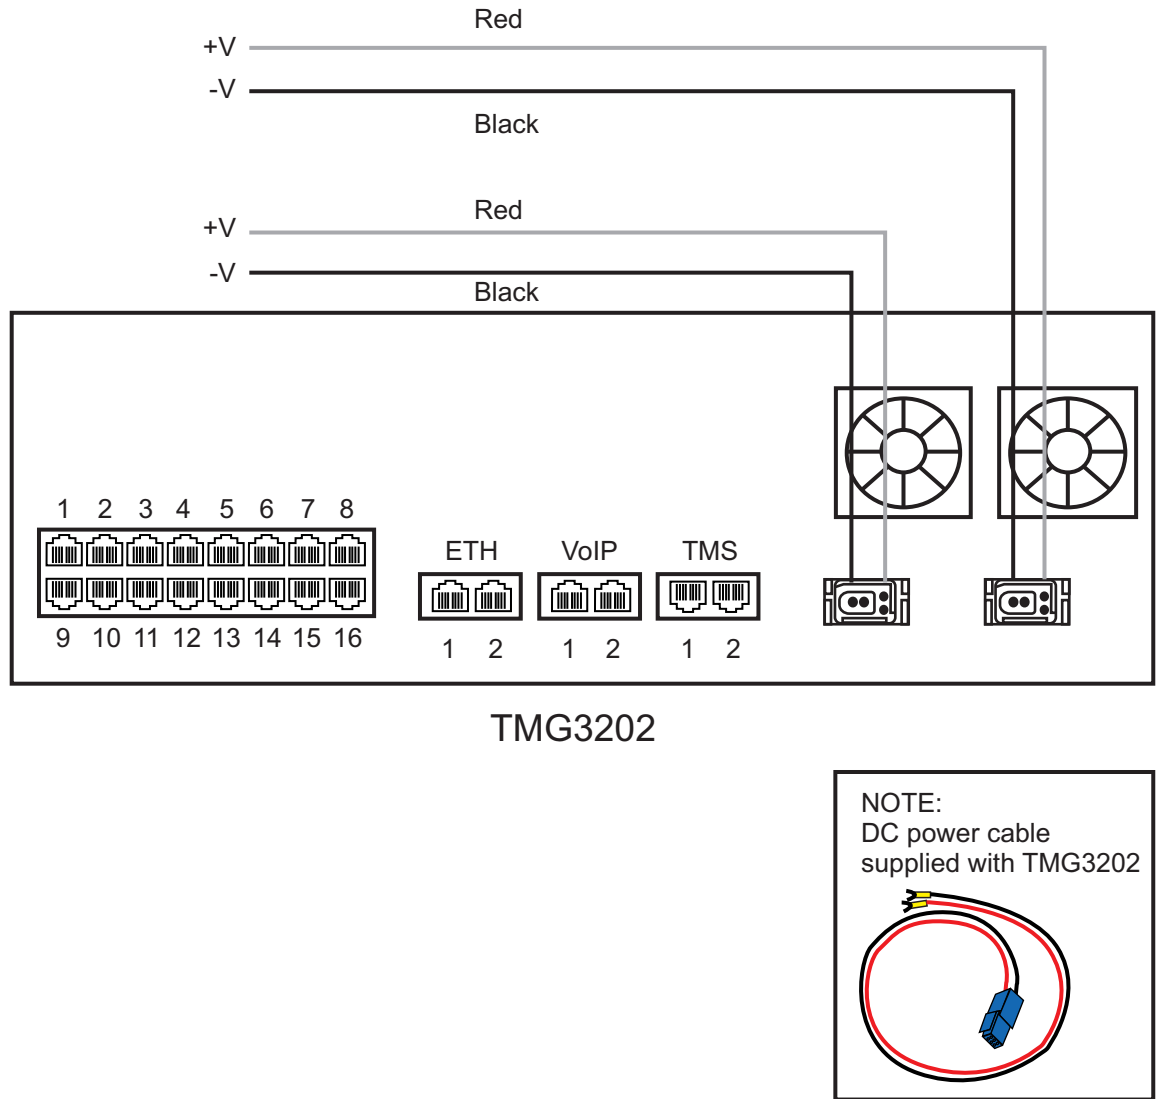 Red
+V
-V
Black
Red
+V
-V
Black
1 2 3 4 5 6 7 8
ETH VoIP TMS
9 10 11 12 13 14 15 16
1 2 1 2 1 2
TMG3202
NOTE:
DC power cable
supplied with TMG3202